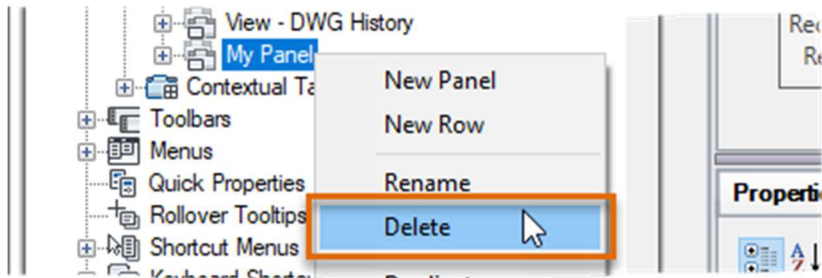 View - DWG History
My Panel
Contextual Ta
Toolbars
Menus
Quick Properties
Rollover Tooltips
Shortcut Menus
New Panel
New Row
Rename
Delete
Properti